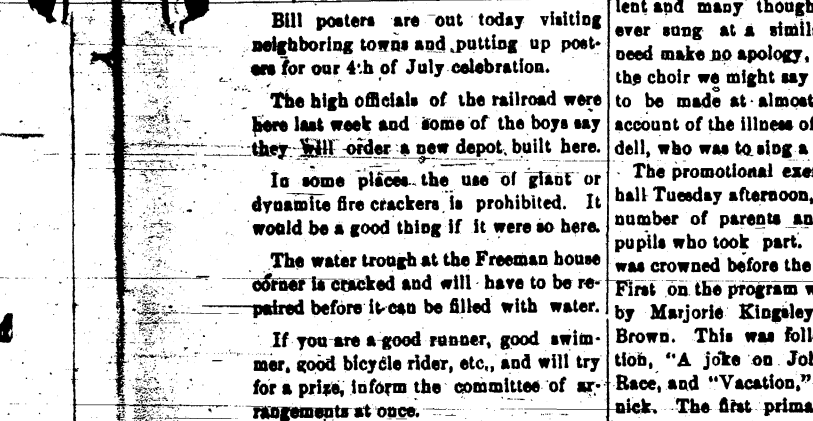 Bill posters are out today visiting
neighboring towns and putting up post-
ers for our 4th of July celebration.
The high officials of the railroad were
here last week and some of the boys say
they will order a new depot built here.
In some places the use of giant or
dynamite fire crackers is prohibited. It
would be a good thing if it were so here.
The water trough at the Freeman house
corner is cracked and will have to be re-
paired before it can be filled with water.
If you are a good runner, good swim-
mer, good bicycle rider, etc., and will try
for a prize, inform the committee of ar-
rangements at once.
lent and many though
ever sung at a simil
need make no apology,
the choir we might say
to be made at almost
account of the illness of
dell, who was to sing a
The promotional exe
hall Tuesday afternoon,
number of parents an
pupils who took part.
was crowned before the
First on the program w
by Marjorie Kingsley
Brown. This was foll
tion, "A joke on Joh
Race, and "Vacation,"
nick. The first prima